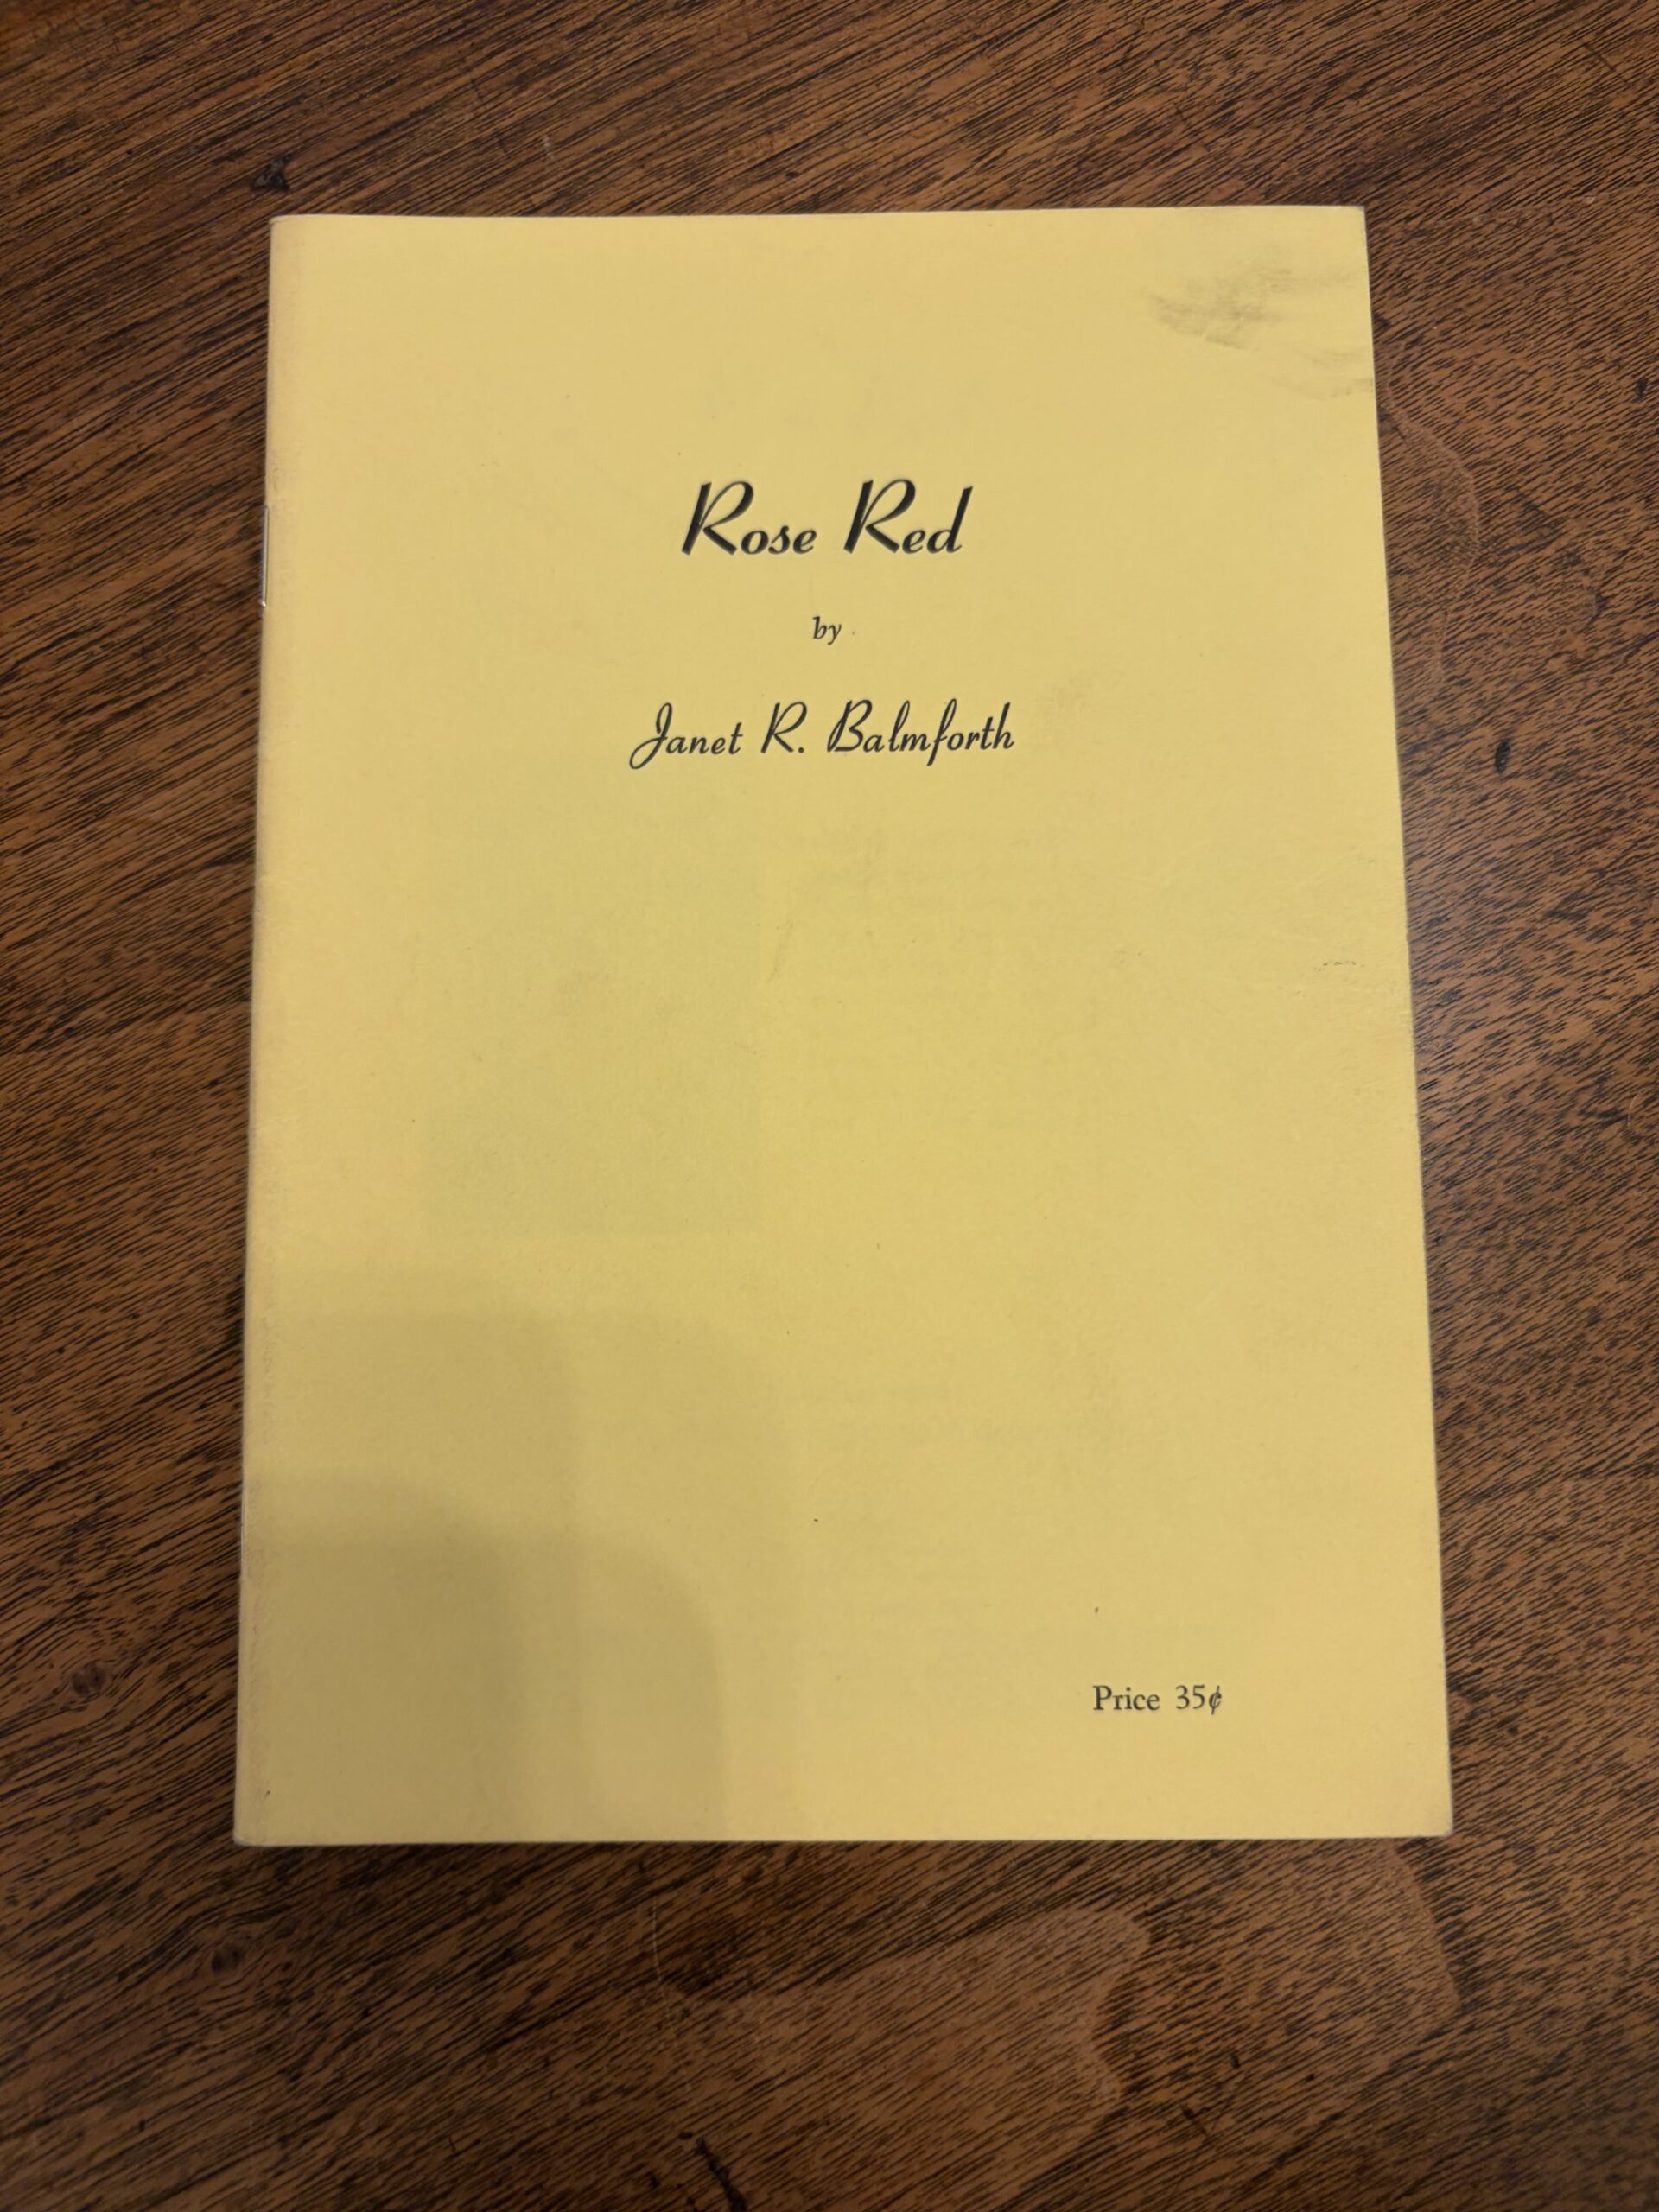 Rose Red
by
Janet R. Balmforth
Price 35¢